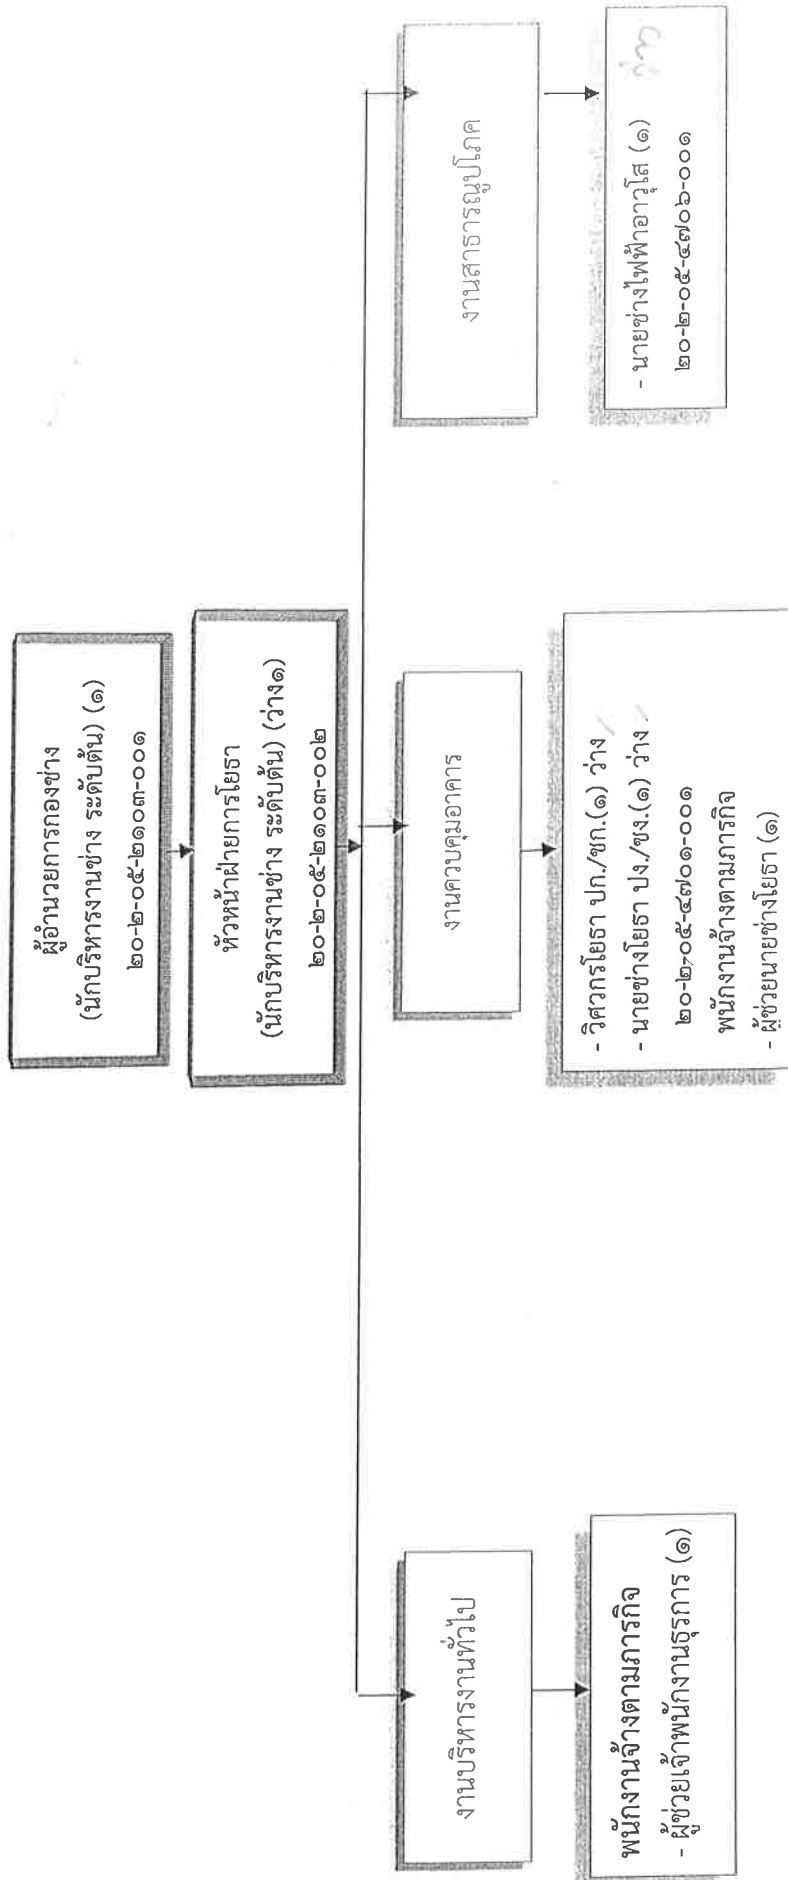 ผู้อำนวยการกองช่าง
(นักบริหารงานช่าง ระดับต้น) (๑)
๒๐-๒-๐๕-๒๑๐๓-๐๐๑
หัวหน้าฝ่ายการโยธา
(นักบริหารงานช่าง ระดับต้น) (ว่าง๑)
๒๐-๒-๐๕-๒๑๐๓-๐๐๒
งานบริหารงานทั่วไป
พนักงานจ้างตามภารกิจ
- ผู้ช่วยเจ้าพนักงานธุรการ (๑)
งานควบคุมอาคาร
- วิศวกรโยธา ปก./ชก.(๑) ว่าง
- นายช่างโยธา ปง./ชง.(๑) ว่าง
๒๐-๒-๐๕-๔๗๐๑-๐๐๑
พนักงานจ้างตามภารกิจ
- ผู้ช่วยนายช่างโยธา (๑)
งานสาธารณูปโภค
- นายช่างไฟฟ้าอาวุโส (๑)
๒๐-๒-๐๕-๔๗๐๖-๐๐๑